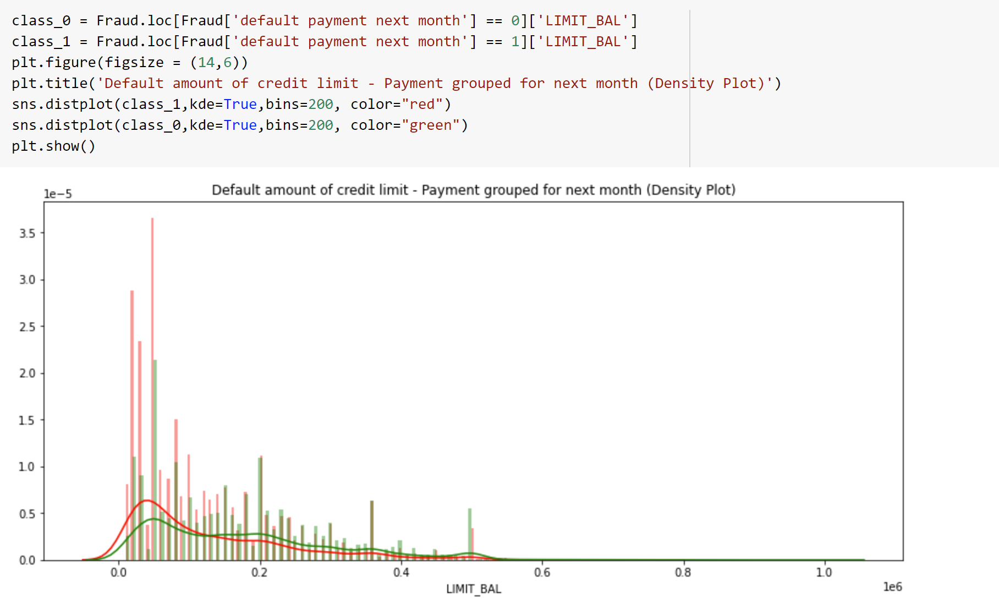 class_0 = Fraud.loc[Fraud['default payment next month'] == 0]['LIMIT_BAL']
class_1 = Fraud.loc[Fraud['default payment next month'] == 1]['LIMIT_BAL']
plt.figure(figsize = (14,6))
plt.title('Default amount of credit limit - Payment grouped for next month (Density Plot)')
sns.distplot(class_1,kde=True,bins=200, color="red")
sns.distplot(class_0,kde=True,bins=200, color="green")
plt.show()
Default amount of credit limit - Payment grouped for next month (Density Plot)
1e−5
3.5
3.0
2.5
2.0
1.5
1.0
0.5
0.0
0.0 0.2 0.4 0.6 0.8 1.0
LIMIT_BAL
1e6